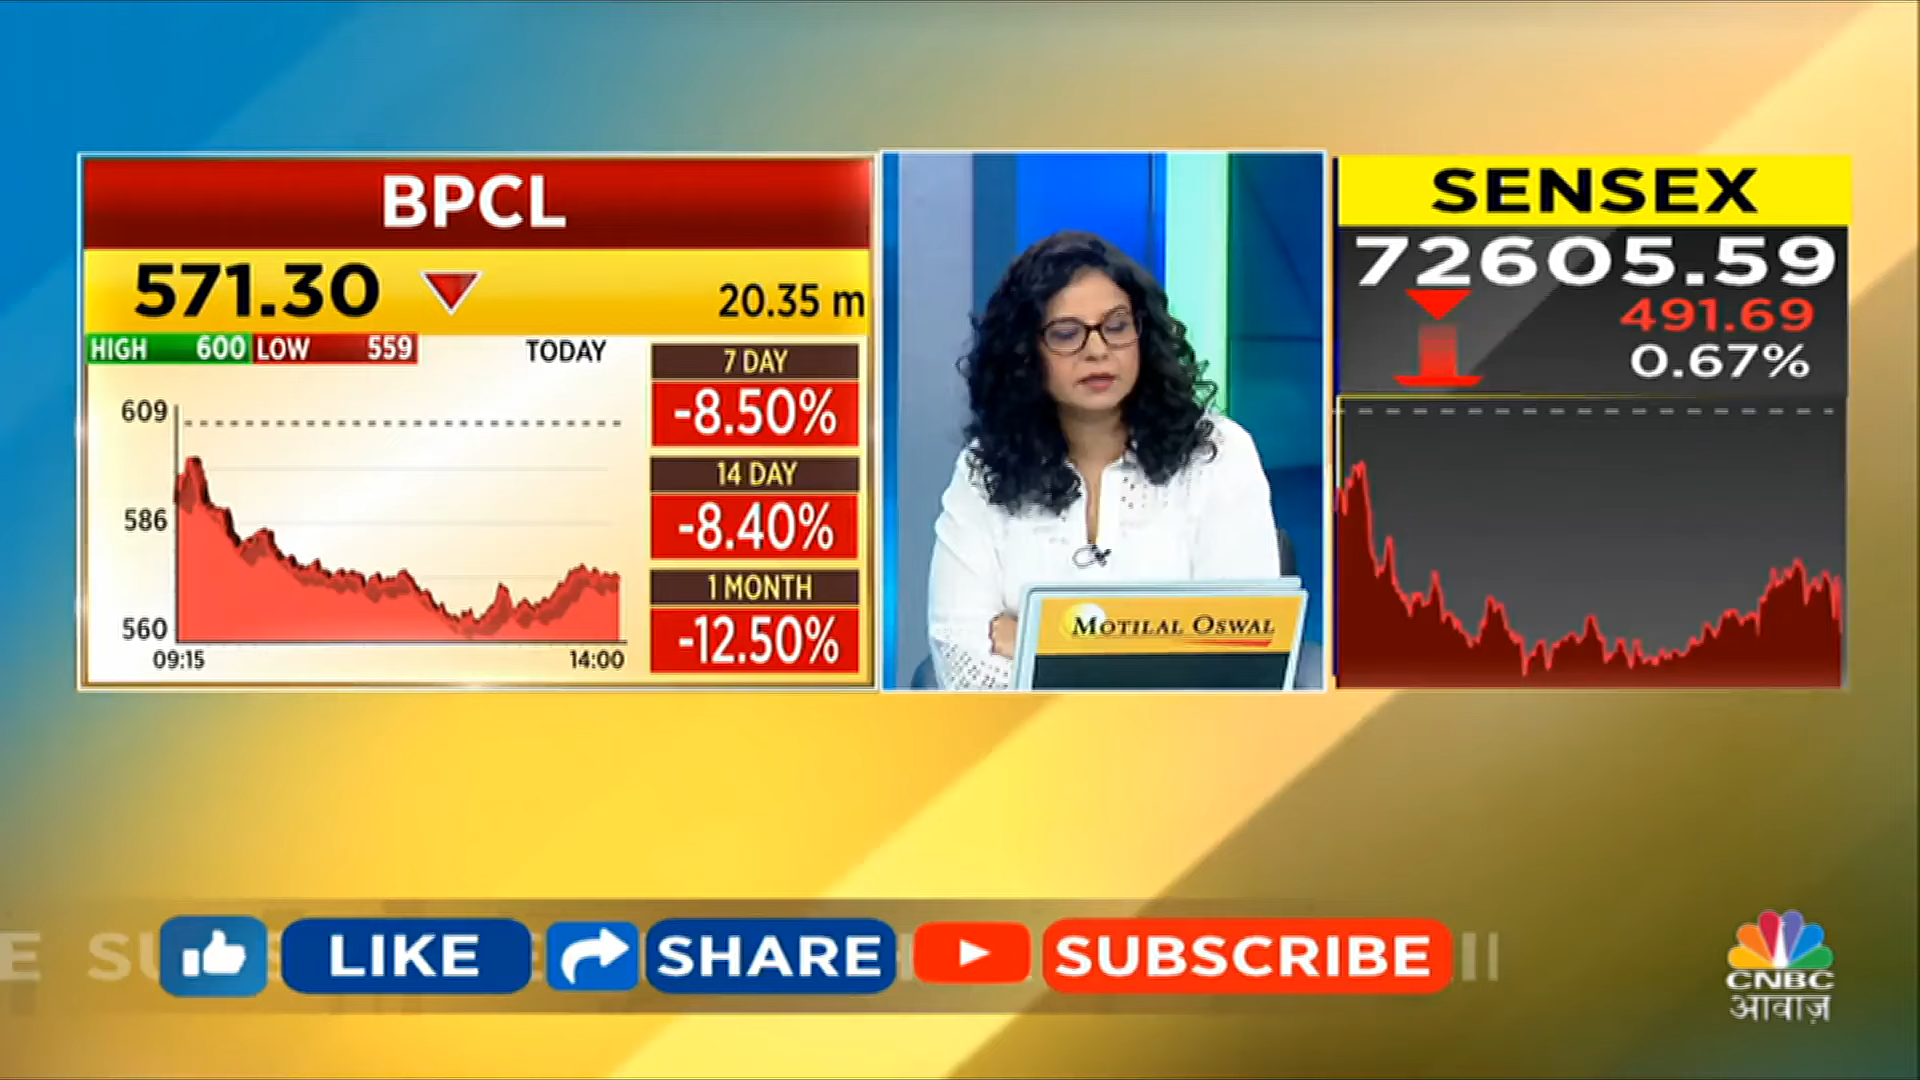 BPCL
571.30
20.35 m
HIGH 600 LOW 559
TODAY
609
586
560
09:15
14:00
7 DAY
-8.50%
14 DAY
-8.40%
1 MONTH
-12.50%
MOTILAL OSWAL
SENSEX
72605.59
491.69
0.67%
LIKE
SHARE
SUBSCRIBE
CNBC
आवाज़